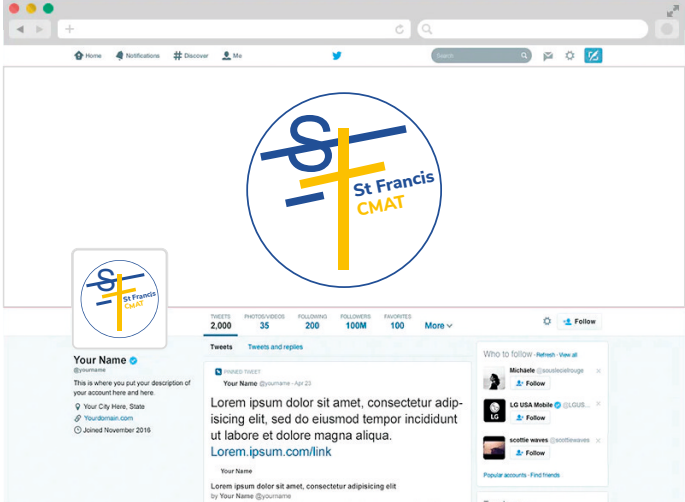 Home Notifications Discover Me Search
St Francis
CMAT
St Francis
CMAT
TWEETS PHOTOS/VIDEOS FOLLOWING FOLLOWERS FAVORITES
2,000 35 200 100M 100 More
Follow
Your Name
@yourname
This is where you put your description of
your account here and here.
Your City Here, State
Yourdomain.com
Joined November 2016
Tweets Tweets and replies
PINNED TWEET
Your Name @yourname - Apr 23
Lorem ipsum dolor sit amet, consectetur adip-
isicing elit, sed do eiusmod tempor incididunt
ut labore et dolore magna aliqua.
Lorem.ipsum.com/link
Your Name
Lorem ipsum dolor sit amet, consectetur adipisicing elit
by Your Name @yourname
Who to follow - Refresh - View all
Michäele @souslecielrouge
Follow
LG
LG USA Mobile @LGUS...
Follow
scottie waves @scottiewaves
Follow
Popular accounts - Find friends